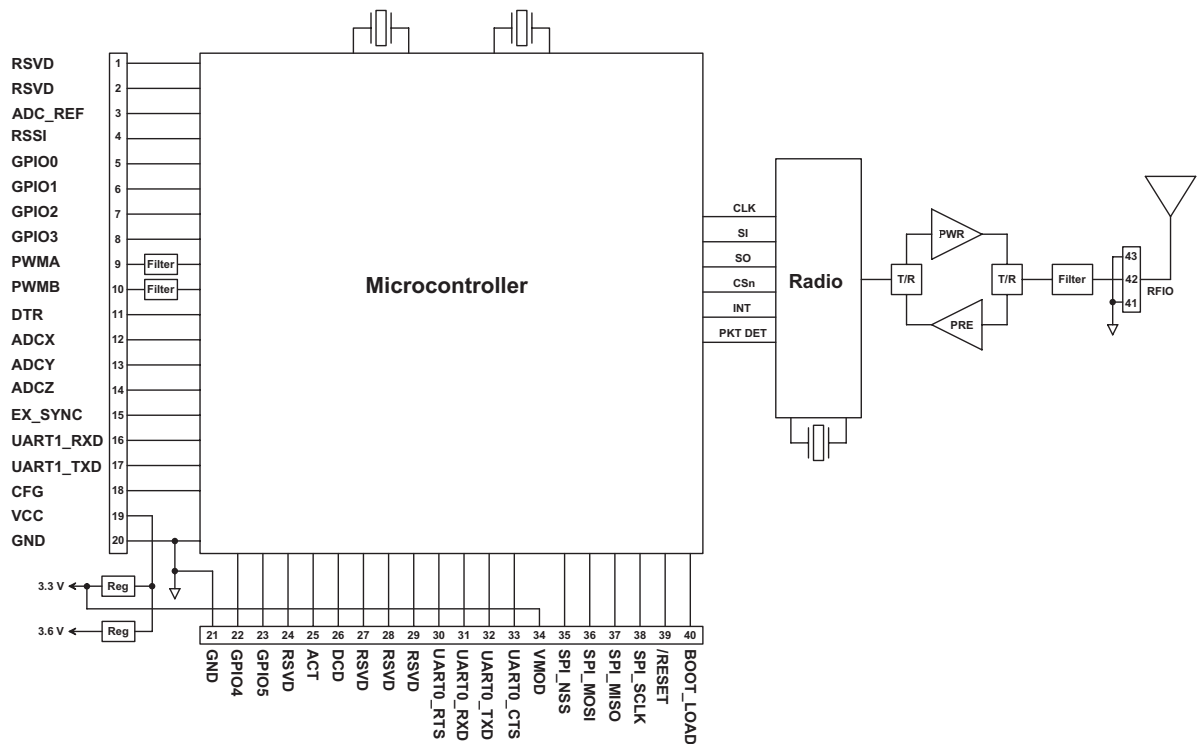 RSVD 1
RSVD 2
ADC_REF 3
RSSI 4
GPIO0 5
GPIO1 6
GPIO2 7
GPIO3 8
PWMA 9 Filter
PWMB 10 Filter
DTR 11
ADCX 12
ADCY 13
ADCZ 14
EX_SYNC 15
UART1_RXD 16
UART1_TXD 17
CFG 18
VCC 19
GND 20
3.3 V Reg
3.6 V Reg
Microcontroller
CLK
SI
SO
CSn
INT
PKT DET
Radio
T/R
PWR
PRE
T/R
Filter
43
42
41
RFIO
21 GND
22 GPIO4
23 GPIO5
24 RSVD
25 ACT
26 DCD
27 RSVD
28 RSVD
29 RSVD
30 UART0_RTS
31 UART0_RXD
32 UART0_TXD
33 UART0_CTS
34 VMOD
35 SPI_NSS
36 SPI_MOSI
37 SPI_MISO
38 SPI_SCLK
39 /RESET
40 BOOT_LOAD